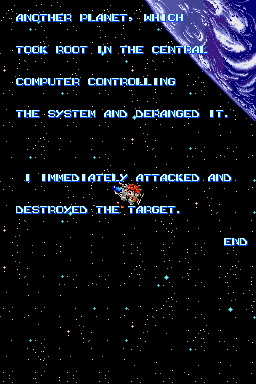 ANOTHER PLANET, WHICH
TOOK ROOT IN THE CENTRAL
COMPUTER CONTROLLING
THE SYSTEM AND DERANGED IT.
I IMMEDIATELY ATTACKED AND
DESTROYED THE TARGET.
END